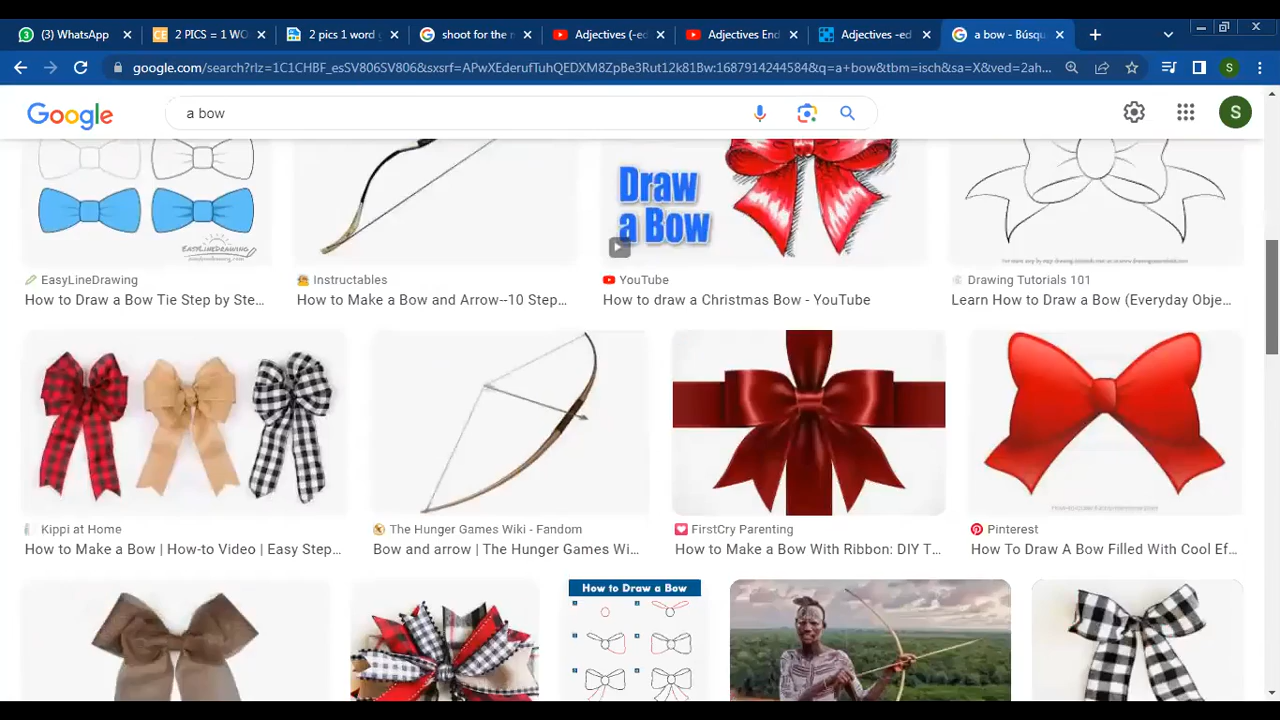 (3) WhatsApp
2 PICS = 1 WO
2 pics 1 word g
shoot for the n
Adjectives (-ed
Adjectives End
Adjectives -ed
a bow - Búsqu
google.com/search?rlz=1C1CHBF_esSV806SV806&sxsrf=APwXEderufTuhQEDXM8ZpBe3Rut12k81Bw:1687914244584&q=a+bow&tbm=isch&sa=X&ved=2ah...
S
Google
a bow
S
Draw
a Bow
EASYLINEDRAWING
EasyLineDrawing
How to Draw a Bow Tie Step by Ste...
Instructables
How to Make a Bow and Arrow--10 Step...
YouTube
How to draw a Christmas Bow - YouTube
Drawing Tutorials 101
Learn How to Draw a Bow (Everyday Obje...
Kippi at Home
How to Make a Bow | How-to Video | Easy Step...
The Hunger Games Wiki - Fandom
Bow and arrow | The Hunger Games Wi...
FirstCry Parenting
How to Make a Bow With Ribbon: DIY T...
Pinterest
How To Draw A Bow Filled With Cool Ef...
How to Draw a Bow